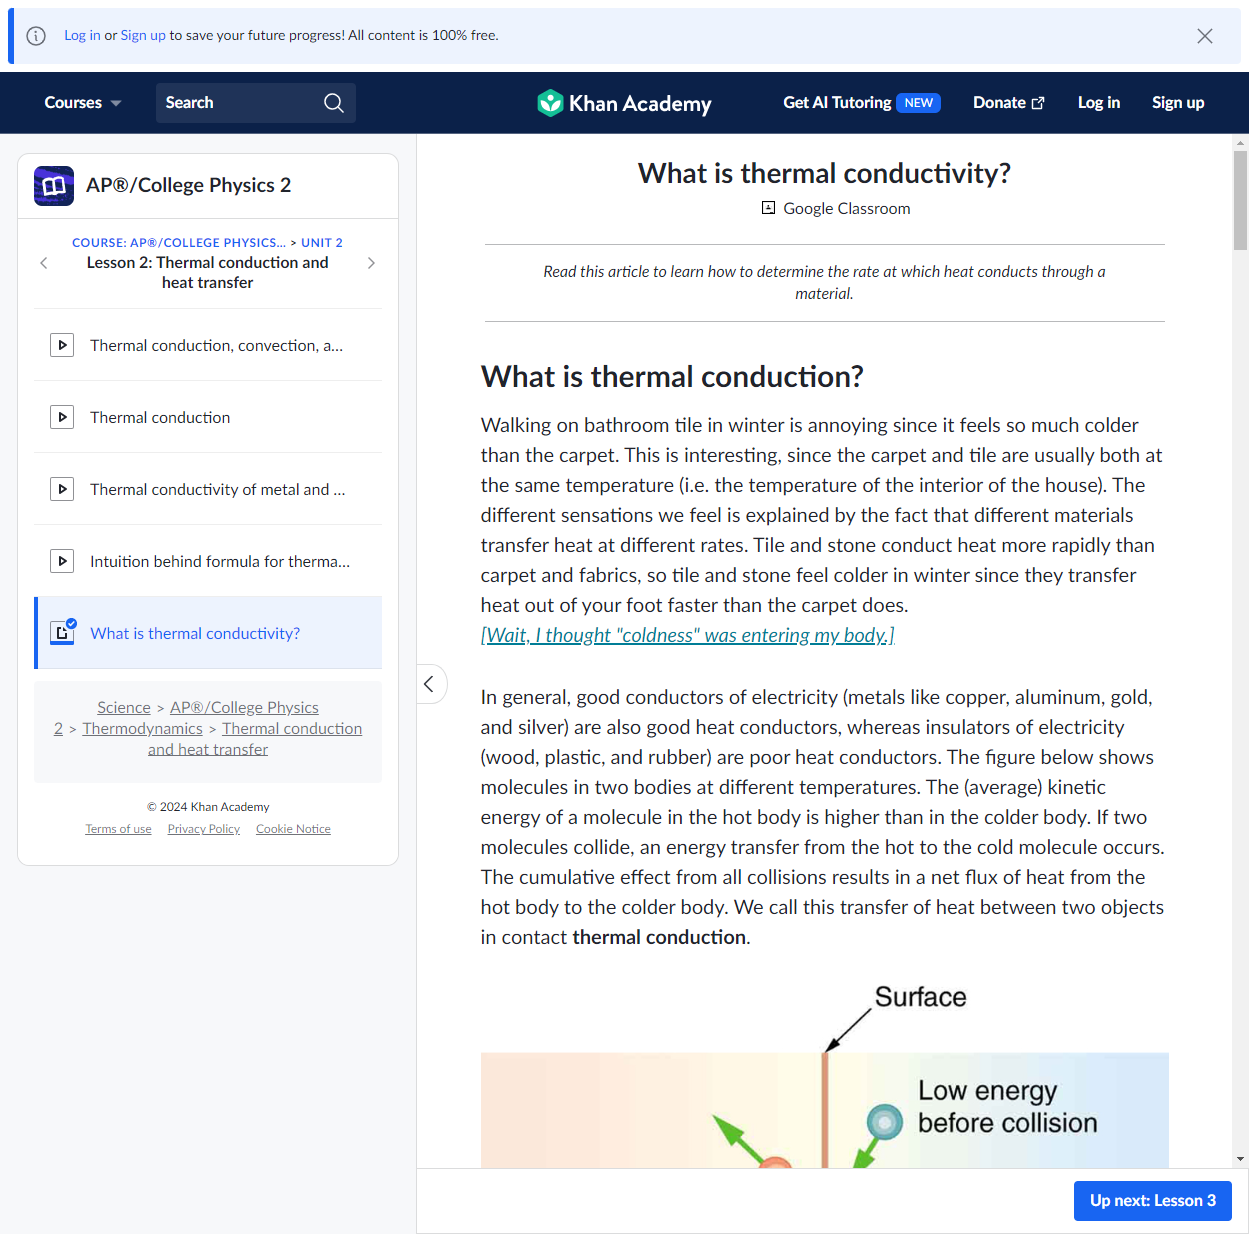 Log in or Sign up to save your future progress! All content is 100% free.
Courses
Search
Khan Academy
Get AI Tutoring NEW
Donate
Log in
Sign up
AP®/College Physics 2
COURSE: AP®/COLLEGE PHYSICS... > UNIT 2
Lesson 2: Thermal conduction and
heat transfer
Thermal conduction, convection, a...
Thermal conduction
Thermal conductivity of metal and ...
Intuition behind formula for therma...
What is thermal conductivity?
Science > AP®/College Physics
2 > Thermodynamics > Thermal conduction
and heat transfer
© 2024 Khan Academy
Terms of use Privacy Policy Cookie Notice
What is thermal conductivity?
Google Classroom
Read this article to learn how to determine the rate at which heat conducts through a
material.
What is thermal conduction?
Walking on bathroom tile in winter is annoying since it feels so much colder
than the carpet. This is interesting, since the carpet and tile are usually both at
the same temperature (i.e. the temperature of the interior of the house). The
different sensations we feel is explained by the fact that different materials
transfer heat at different rates. Tile and stone conduct heat more rapidly than
carpet and fabrics, so tile and stone feel colder in winter since they transfer
heat out of your foot faster than the carpet does.
[Wait, I thought "coldness" was entering my body.]
In general, good conductors of electricity (metals like copper, aluminum, gold,
and silver) are also good heat conductors, whereas insulators of electricity
(wood, plastic, and rubber) are poor heat conductors. The figure below shows
molecules in two bodies at different temperatures. The (average) kinetic
energy of a molecule in the hot body is higher than in the colder body. If two
molecules collide, an energy transfer from the hot to the cold molecule occurs.
The cumulative effect from all collisions results in a net flux of heat from the
hot body to the colder body. We call this transfer of heat between two objects
in contact thermal conduction.
Surface
Low energy
before collision
Up next: Lesson 3